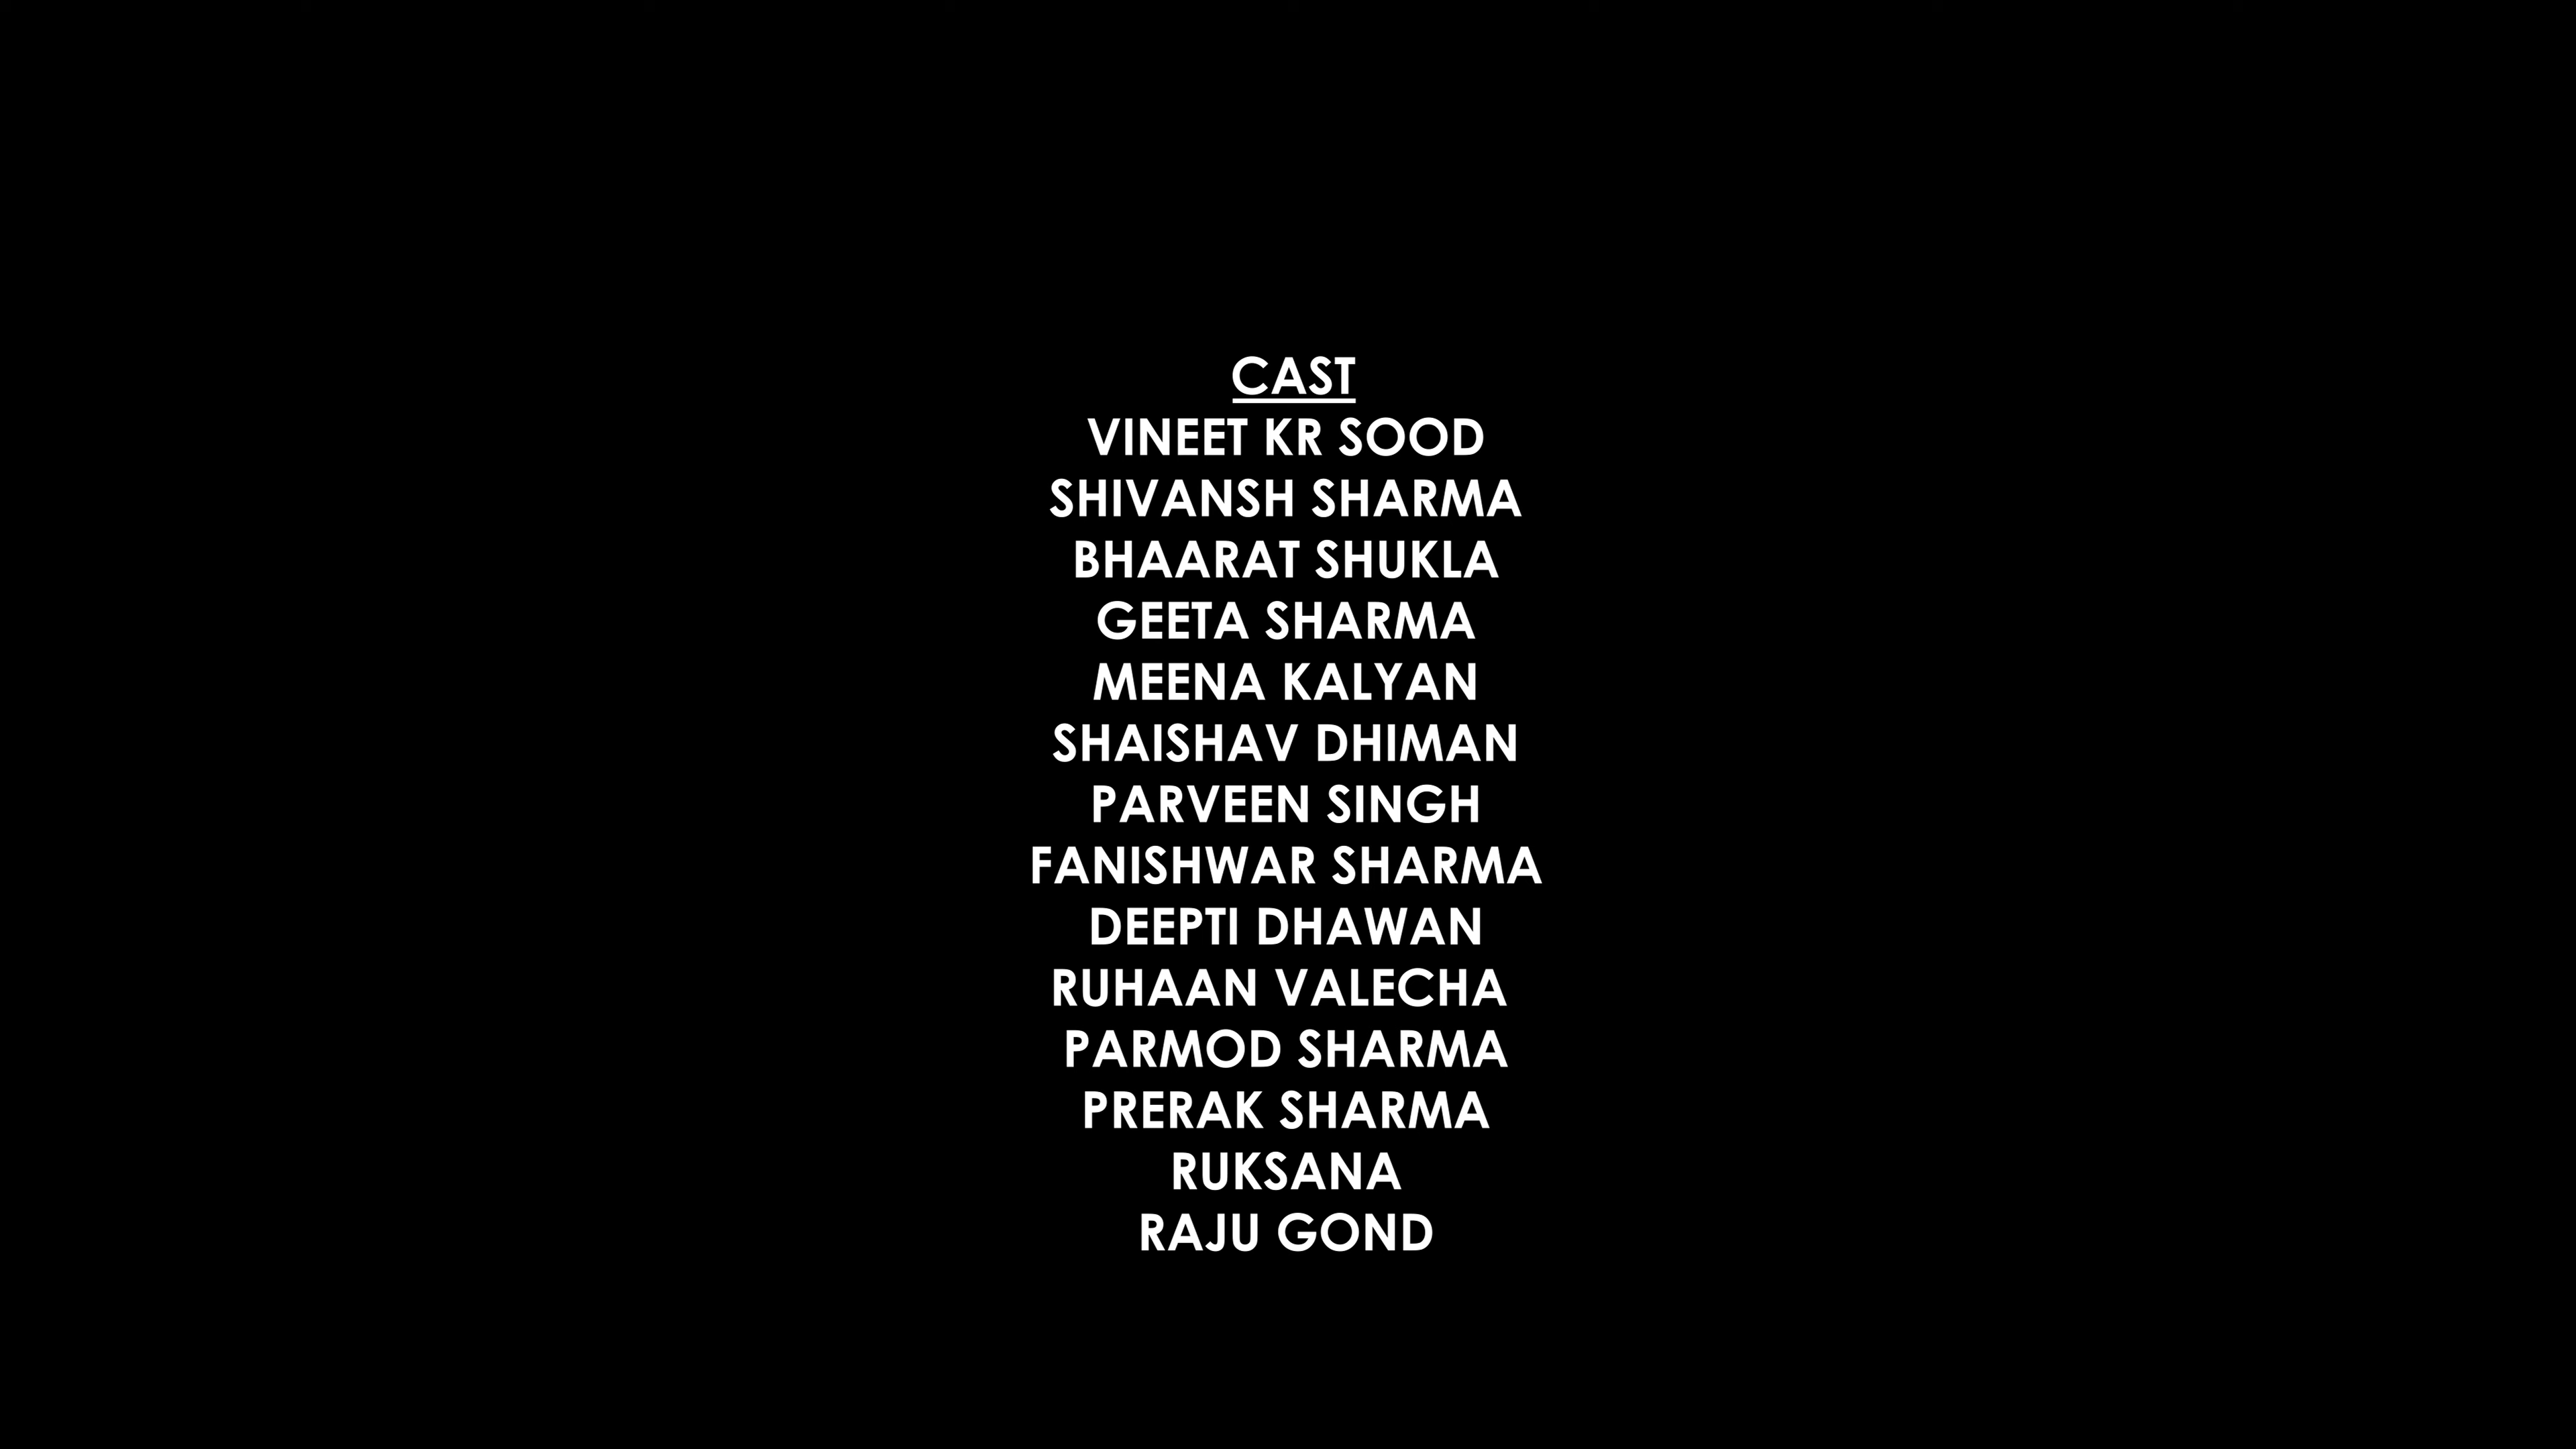 CAST
VINEET KR SOOD
SHIVANSH SHARMA
BHAARAT SHUKLA
GEETA SHARMA
MEENA KALYAN
SHAISHAV DHIMAN
PARVEEN SINGH
FANISHWAR SHARMA
DEEPTI DHAWAN
RUHAAN VALECHA
PARMOD SHARMA
PRERAK SHARMA
RUKSANA
RAJU GOND